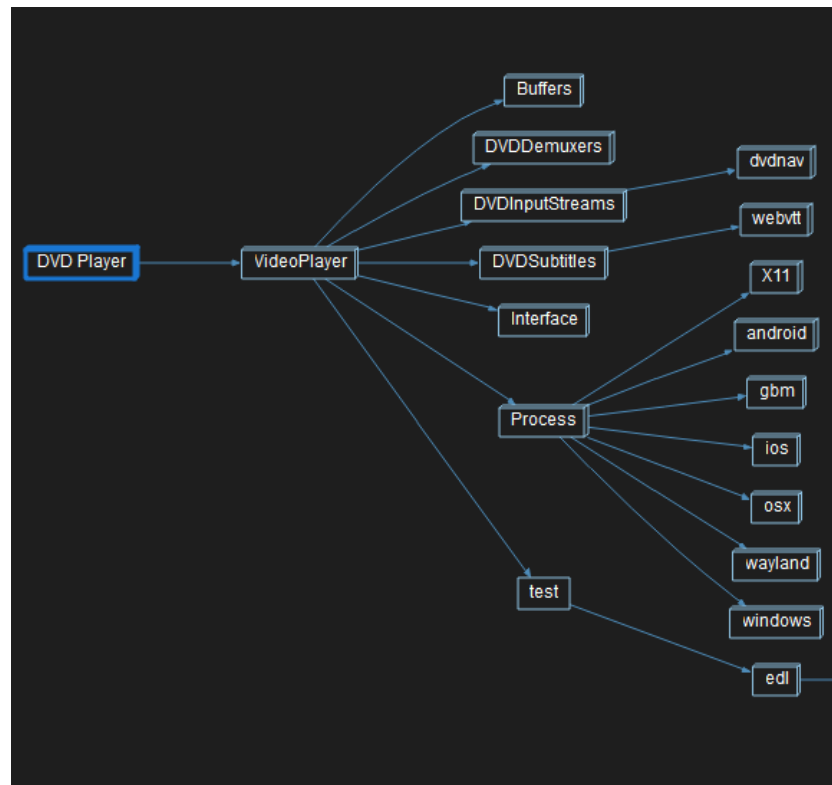 Buffers
DVDDemuxers
dvdnav
DVDInputStreams
webvtt
DVD Player
VideoPlayer
DVDSubtitles
X11
Interface
android
gbm
Process
ios
osx
wayland
test
windows
edl